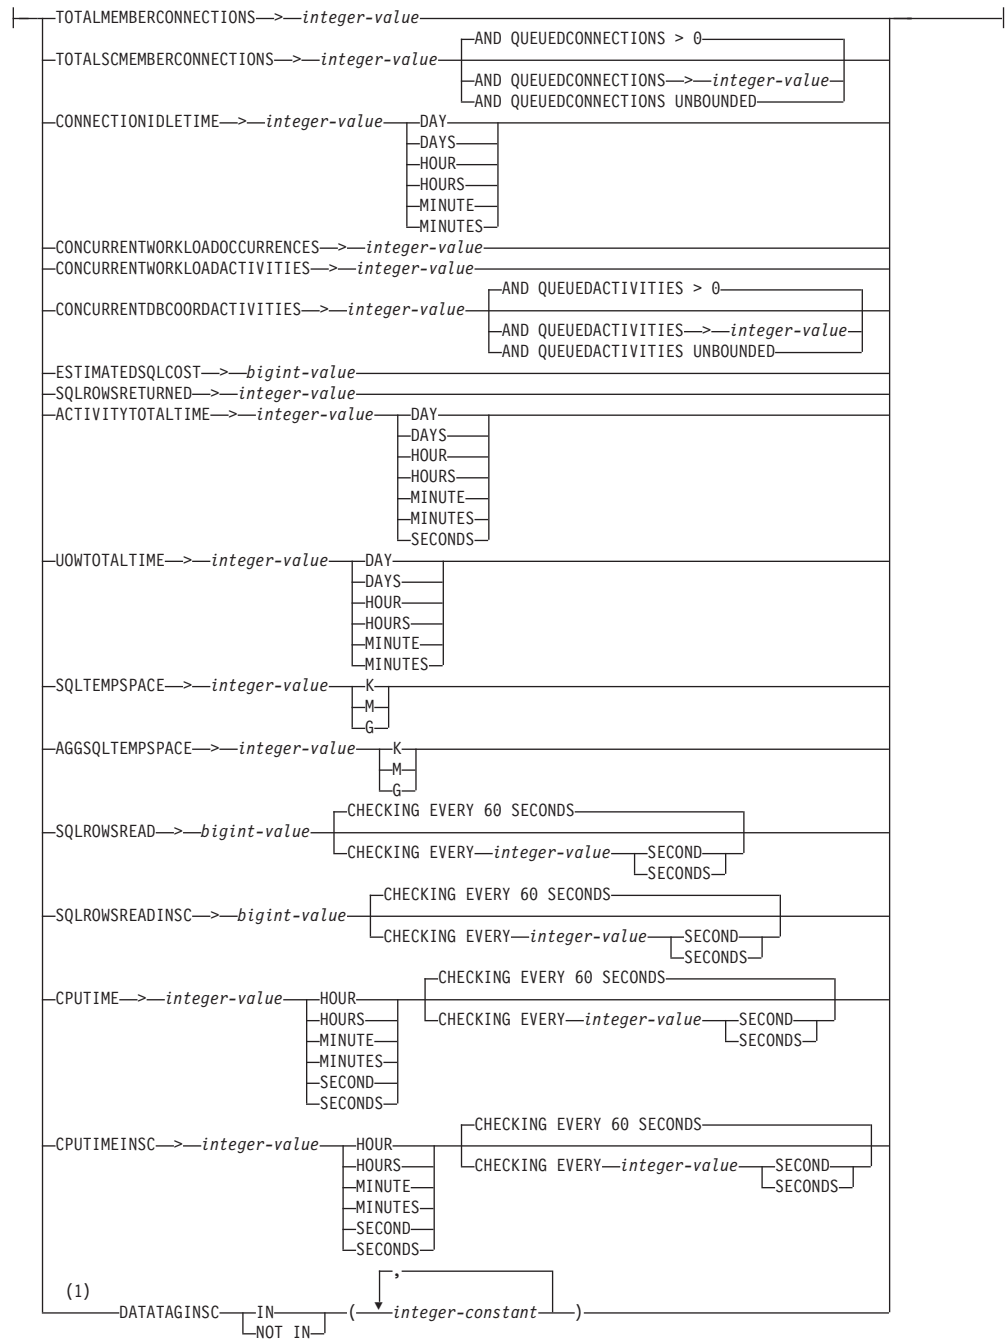 TOTALMEMBERCONNECTIONS > integer-value
AND QUEUEDCONNECTIONS > 0
TOTALSCMEMBERCONNECTIONS > integer-value
AND QUEUEDCONNECTIONS > integer-value
AND QUEUEDCONNECTIONS UNBOUNDED
CONNECTIONIDLETIME > integer-value DAY
DAYS
HOUR
HOURS
MINUTE
MINUTES
CONCURRENTWORKLOADOCCURRENCES > integer-value
CONCURRENTWORKLOADACTIVITIES > integer-value
AND QUEUEDACTIVITIES > 0
CONCURRENTDBCOORDACTIVITIES > integer-value
AND QUEUEDACTIVITIES > integer-value
AND QUEUEDACTIVITIES UNBOUNDED
ESTIMATEDSQLCOST > bigint-value
SQLROWSRETURNED > integer-value
ACTIVITYTOTALTIME > integer-value DAY
DAYS
HOUR
HOURS
MINUTE
MINUTES
SECONDS
UOWTOTALTIME > integer-value DAY
DAYS
HOUR
HOURS
MINUTE
MINUTES
SQLTEMPSPACE > integer-value K
M
G
AGGSQLTEMPSPACE > integer-value K
M
G
CHECKING EVERY 60 SECONDS
SQLROWSREAD > bigint-value
CHECKING EVERY integer-value SECOND
SECONDS
CHECKING EVERY 60 SECONDS
SQLROWSREADINSC > bigint-value
CHECKING EVERY integer-value SECOND
SECONDS
CHECKING EVERY 60 SECONDS
CPUTIME > integer-value HOUR
HOURS CHECKING EVERY integer-value SECOND
MINUTE SECONDS
MINUTES
SECOND
SECONDS
CHECKING EVERY 60 SECONDS
CPUTIMEINSC > integer-value HOUR
HOURS CHECKING EVERY integer-value SECOND
MINUTE SECONDS
MINUTES
SECOND
SECONDS
,
(1)
DATATAGINSC IN ( integer-constant )
NOT IN